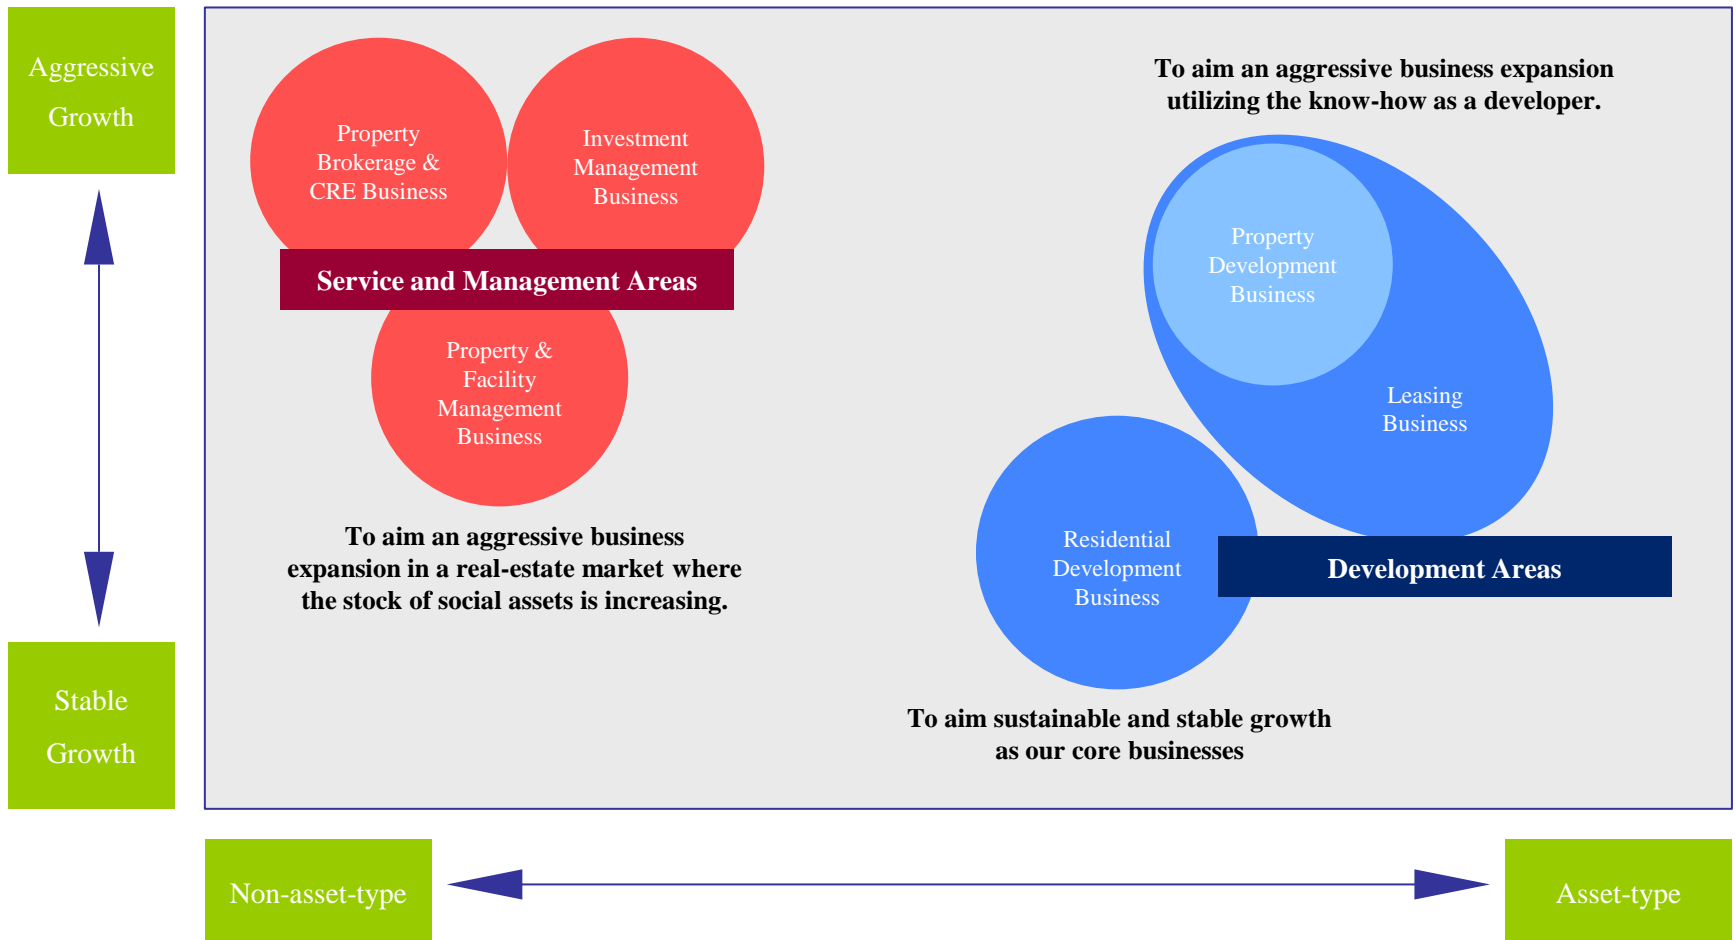 Aggressive
Growth
Stable
Growth
Property
Brokerage &
CRE Business
Investment
Management
Business
Service and Management Areas
Property &
Facility
Management
Business
To aim an aggressive business
expansion in a real-estate market where
the stock of social assets is increasing.
To aim an aggressive business expansion
utilizing the know-how as a developer.
Property
Development
Business
Leasing
Business
Residential
Development
Business
Development Areas
To aim sustainable and stable growth
as our core businesses
Non-asset-type
Asset-type